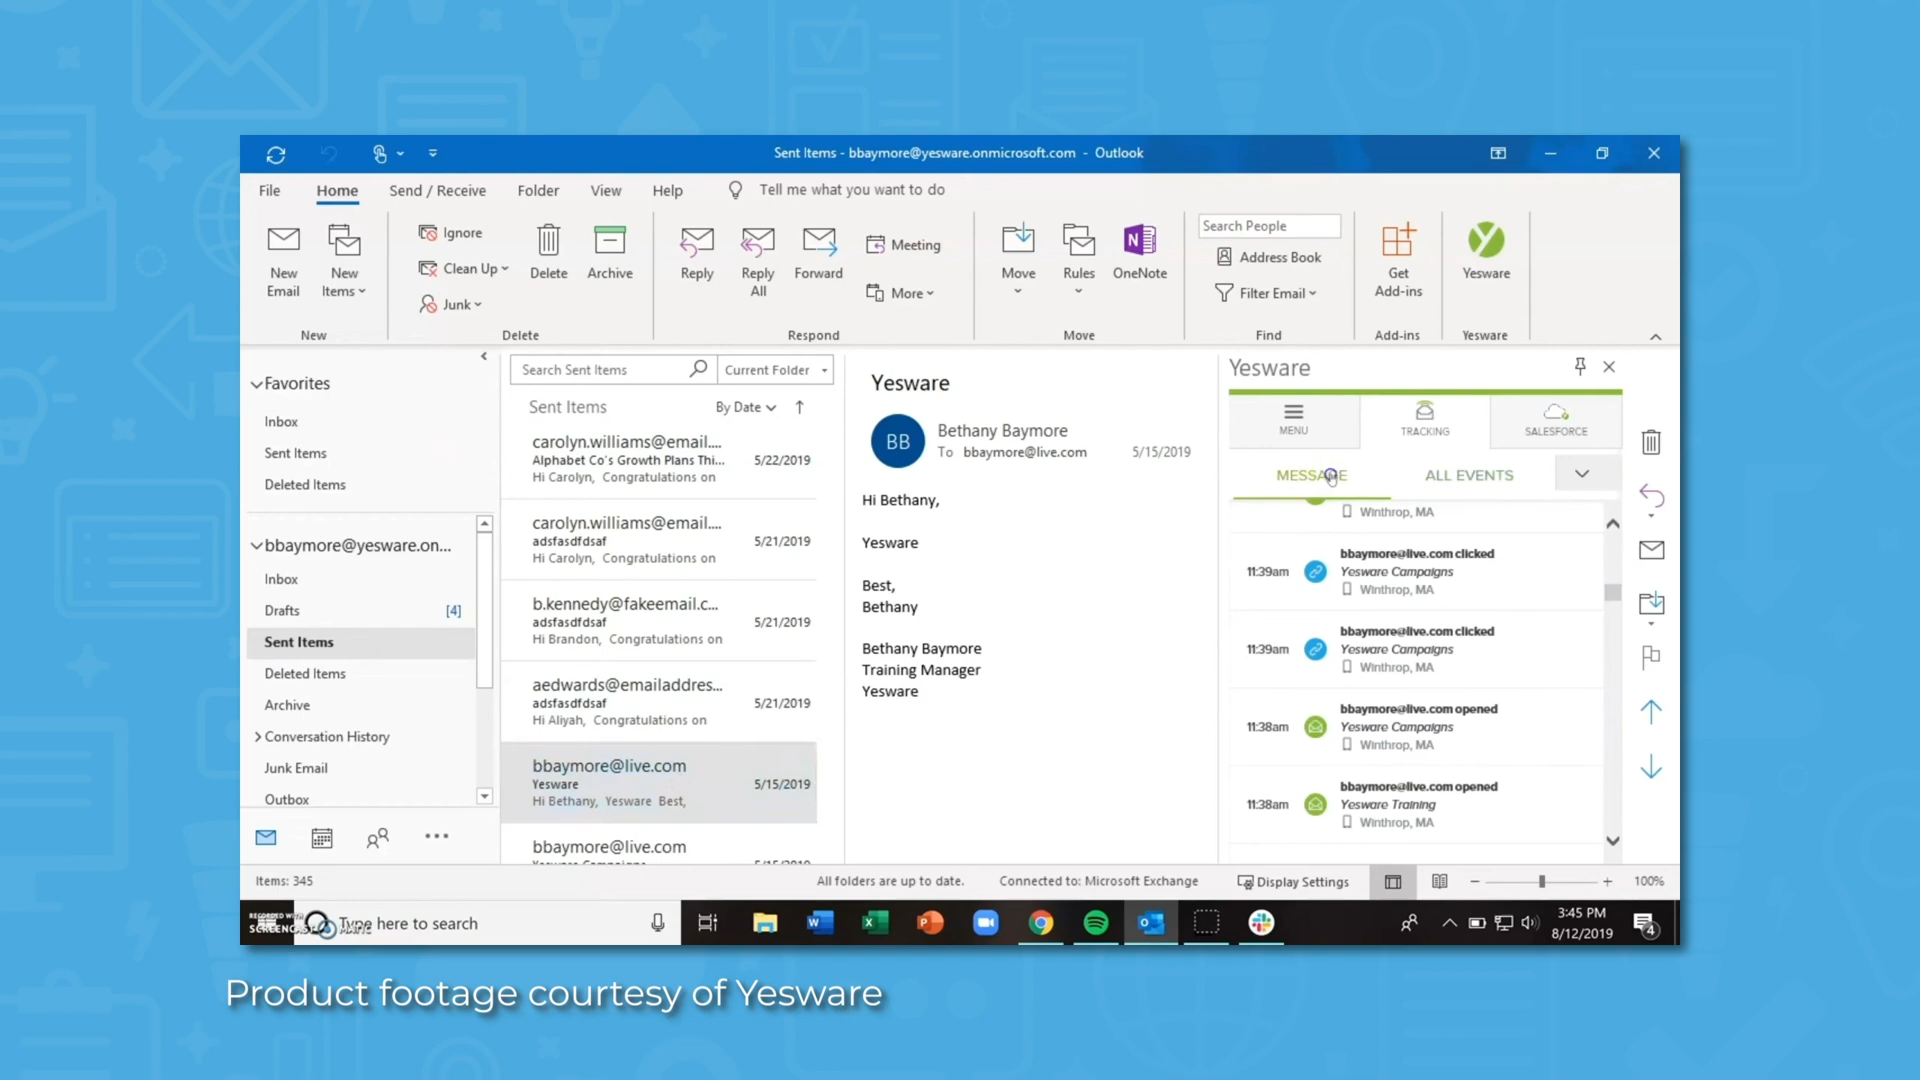 Sent Items - bbaymore@yesware.onmicrosoft.com - Outlook
File Home Send / Receive Folder View Help Tell me what you want to do
New Email
New Items
New
Ignore
Clean Up
Junk
Delete
Archive
Delete
Reply
Reply All
Forward
Meeting
More
Respond
Move
Rules
OneNote
Move
Search People
Address Book
Filter Email
Find
Get Add-ins
Add-ins
Yesware
Yesware
Favorites
Inbox
Sent Items
Deleted Items
bbaymore@yesware.on...
Inbox
Drafts [4]
Sent Items
Deleted Items
Archive
Conversation History
Junk Email
Outbox
Search Sent Items Current Folder
Sent Items By Date
carolyn.williams@email....
Alphabet Co's Growth Plans Thi... 5/22/2019
Hi Carolyn, Congratulations on
carolyn.williams@email....
adsfasdfdsaf 5/21/2019
Hi Carolyn, Congratulations on
b.kennedy@fakeemail.c...
adsfasdfdsaf 5/21/2019
Hi Brandon, Congratulations on
aedwards@emailaddres...
adsfasdfdsaf 5/21/2019
Hi Aliyah, Congratulations on
bbaymore@live.com
Yesware 5/15/2019
Hi Bethany, Yesware Best,
bbaymore@live.com
Yesware
BB
Bethany Baymore
To bbaymore@live.com 5/15/2019
Hi Bethany,
Yesware
Best,
Bethany
Bethany Baymore
Training Manager
Yesware
Yesware
MENU TRACKING SALESFORCE
MESSAGE ALL EVENTS
Winthrop, MA
bbaymore@live.com clicked
11:39am Yesware Campaigns
Winthrop, MA
bbaymore@live.com clicked
11:39am Yesware Campaigns
Winthrop, MA
bbaymore@live.com opened
11:38am Yesware Campaigns
Winthrop, MA
bbaymore@live.com opened
11:38am Yesware Training
Winthrop, MA
Items: 345 All folders are up to date. Connected to: Microsoft Exchange Display Settings 100%
RECORDED WITH
Type here to search
3:45 PM
8/12/2019
4
Product footage courtesy of Yesware